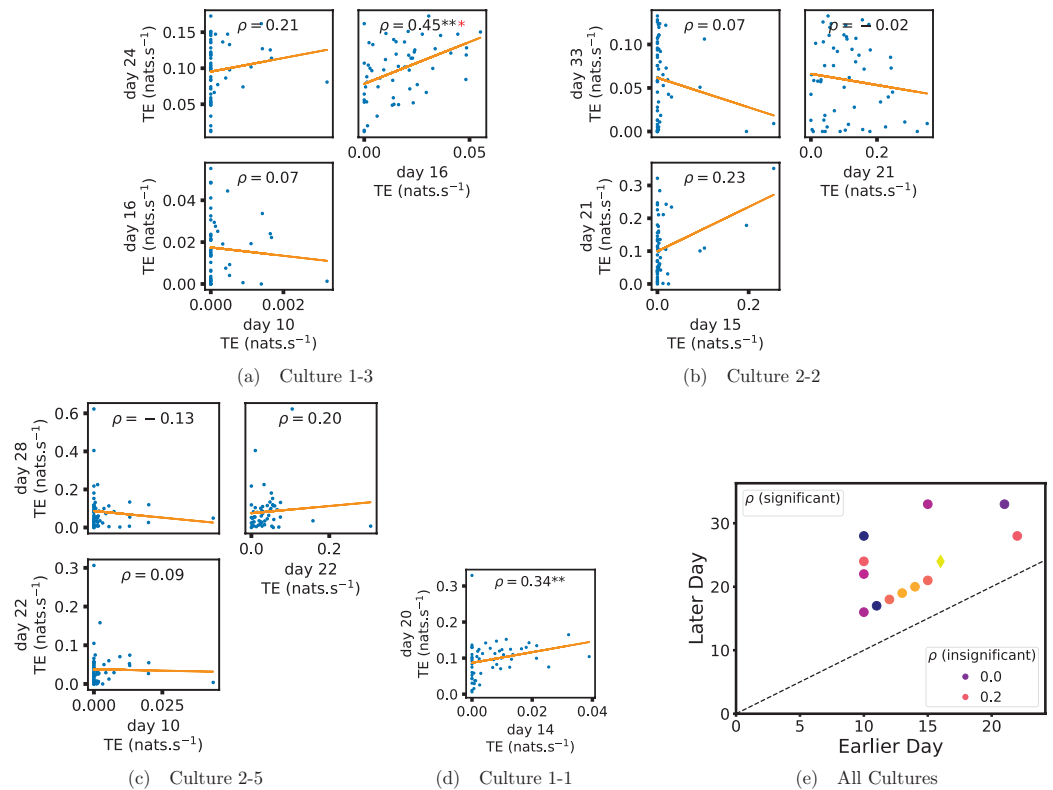 ρ = 0.21
0.15
0.10
0.05
day 24
TE (nats.s⁻¹)
ρ = 0.45***
0.00
0.05
day 16
TE (nats.s⁻¹)
ρ = 0.07
0.04
0.02
0.00
day 16
TE (nats.s⁻¹)
0.000
0.002
day 10
TE (nats.s⁻¹)
(a) Culture 1-3
ρ = 0.07
0.10
0.05
0.00
day 33
TE (nats.s⁻¹)
ρ = − 0.02
0.0
0.2
day 21
TE (nats.s⁻¹)
ρ = 0.23
0.3
0.2
0.1
0.0
day 21
TE (nats.s⁻¹)
0.0
0.2
day 15
TE (nats.s⁻¹)
(b) Culture 2-2
ρ = − 0.13
0.6
0.4
0.2
0.0
day 28
TE (nats.s⁻¹)
ρ = 0.20
0.0
0.2
day 22
TE (nats.s⁻¹)
ρ = 0.09
0.3
0.2
0.1
0.0
day 22
TE (nats.s⁻¹)
0.000
0.025
day 10
TE (nats.s⁻¹)
(c) Culture 2-5
ρ = 0.34**
0.3
0.2
0.1
0.0
day 20
TE (nats.s⁻¹)
0.00
0.02
0.04
day 14
TE (nats.s⁻¹)
(d) Culture 1-1
ρ (significant)
30
20
10
0
Later Day
ρ (insignificant)
0.0
0.2
0
5
10
15
20
Earlier Day
(e) All Cultures